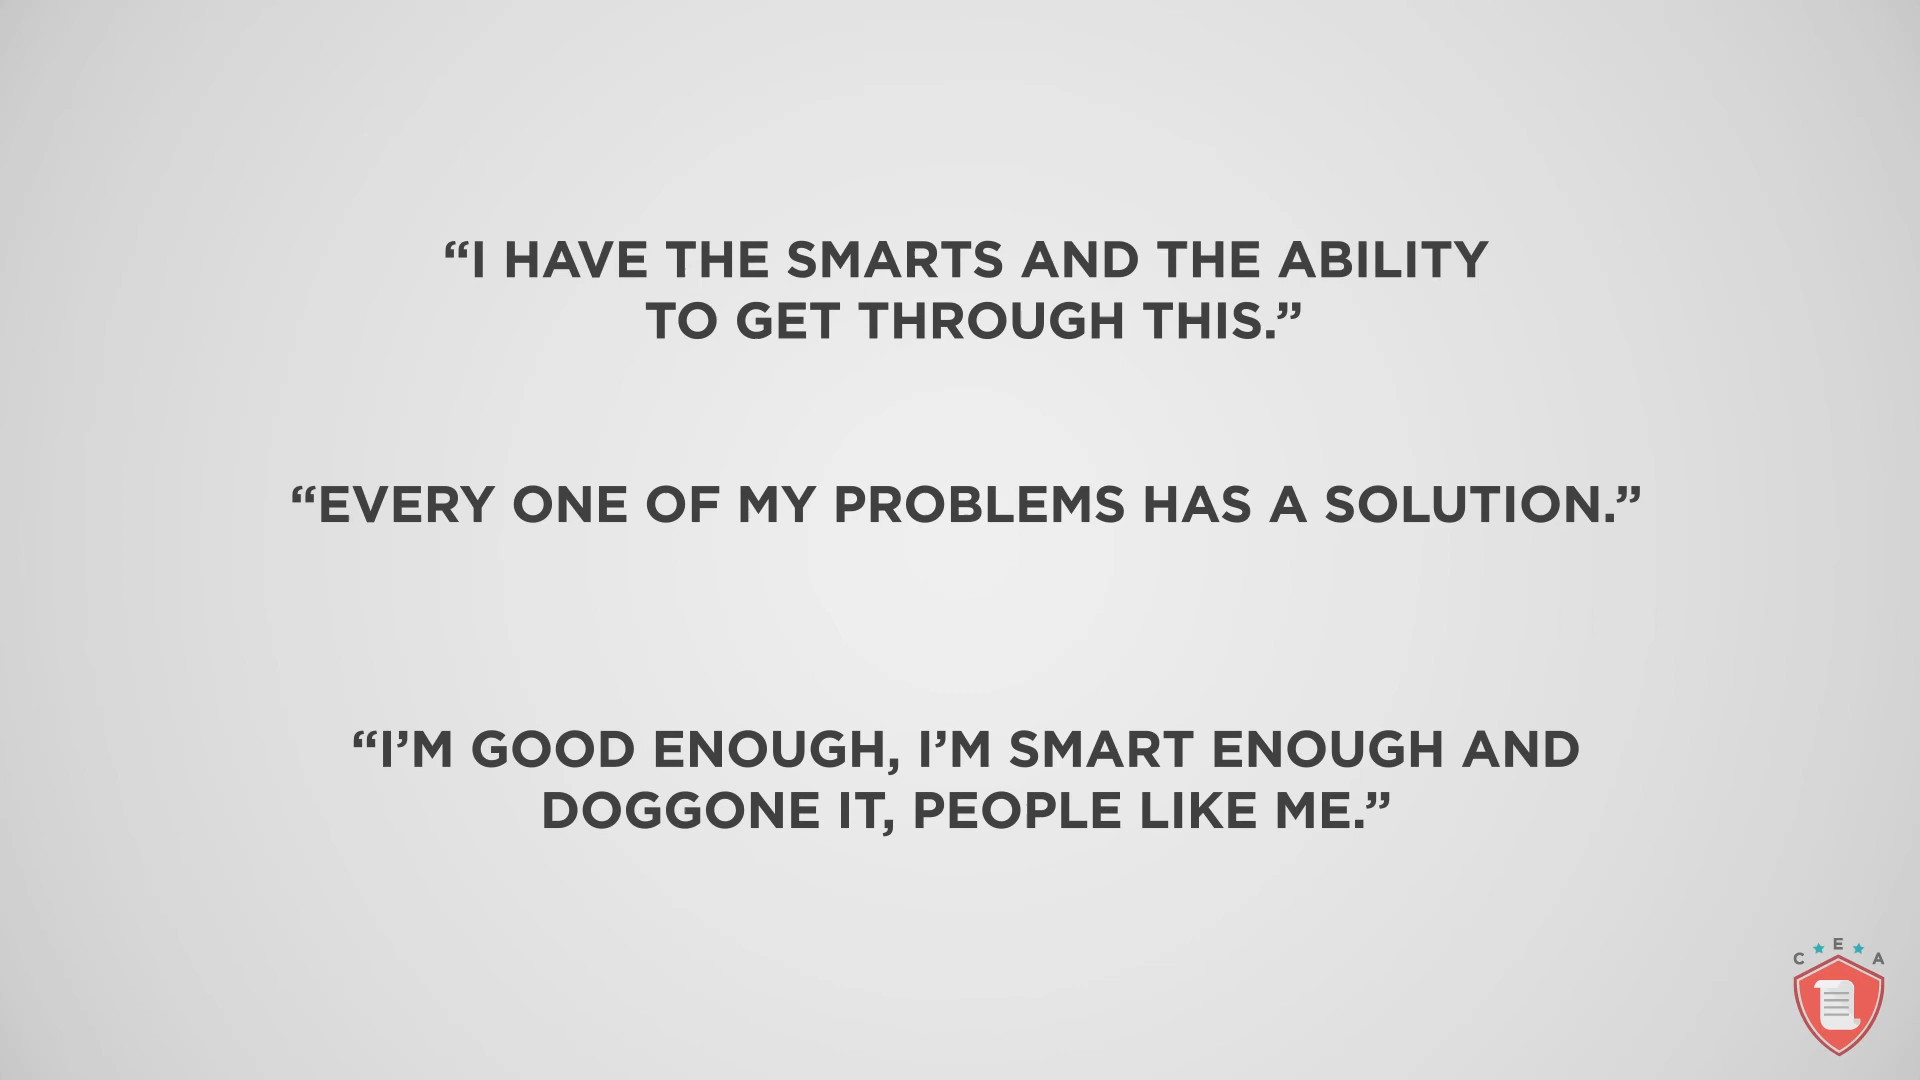 “I HAVE THE SMARTS AND THE ABILITY
TO GET THROUGH THIS.”
“EVERY ONE OF MY PROBLEMS HAS A SOLUTION.”
“I’M GOOD ENOUGH, I’M SMART ENOUGH AND
DOGGONE IT, PEOPLE LIKE ME.”
C E A